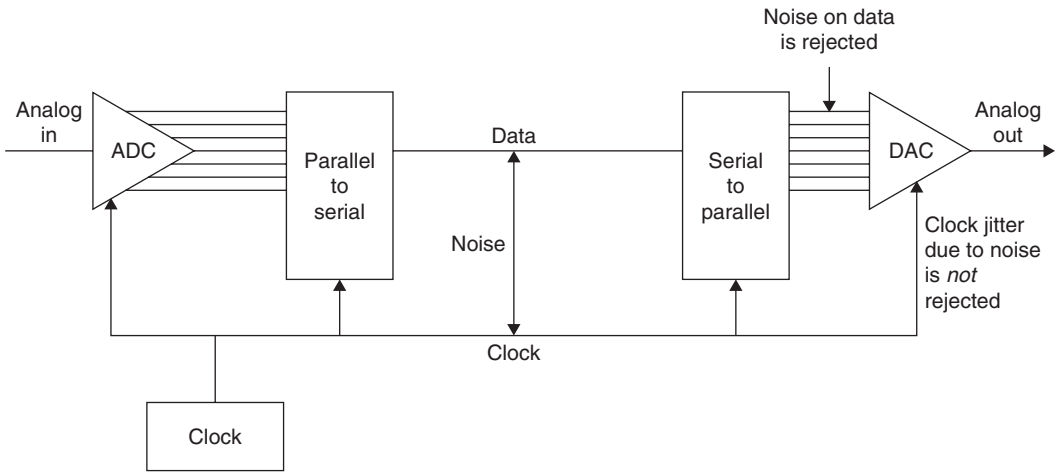 Noise on data
is rejected
Analog
in
ADC
Parallel
to
serial
Data
Noise
Serial
to
parallel
DAC
Analog
out
Clock jitter
due to noise
is not
rejected
Clock
Clock